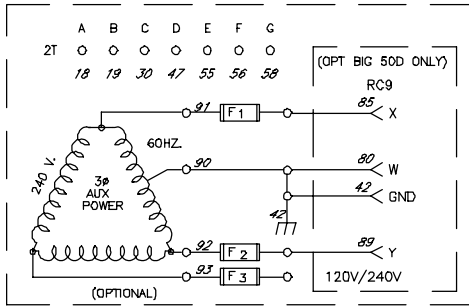 A B C D E F G
2T
18 19 30 47 55 56 58
(OPT BIG 50D ONLY)
RC9
91 F1 85 X
60HZ.
240 V.
90 80 W
3ø
AUX
POWER
42 GND
42
92 F2 89 Y
93 F3
120V/240V
(OPTIONAL)